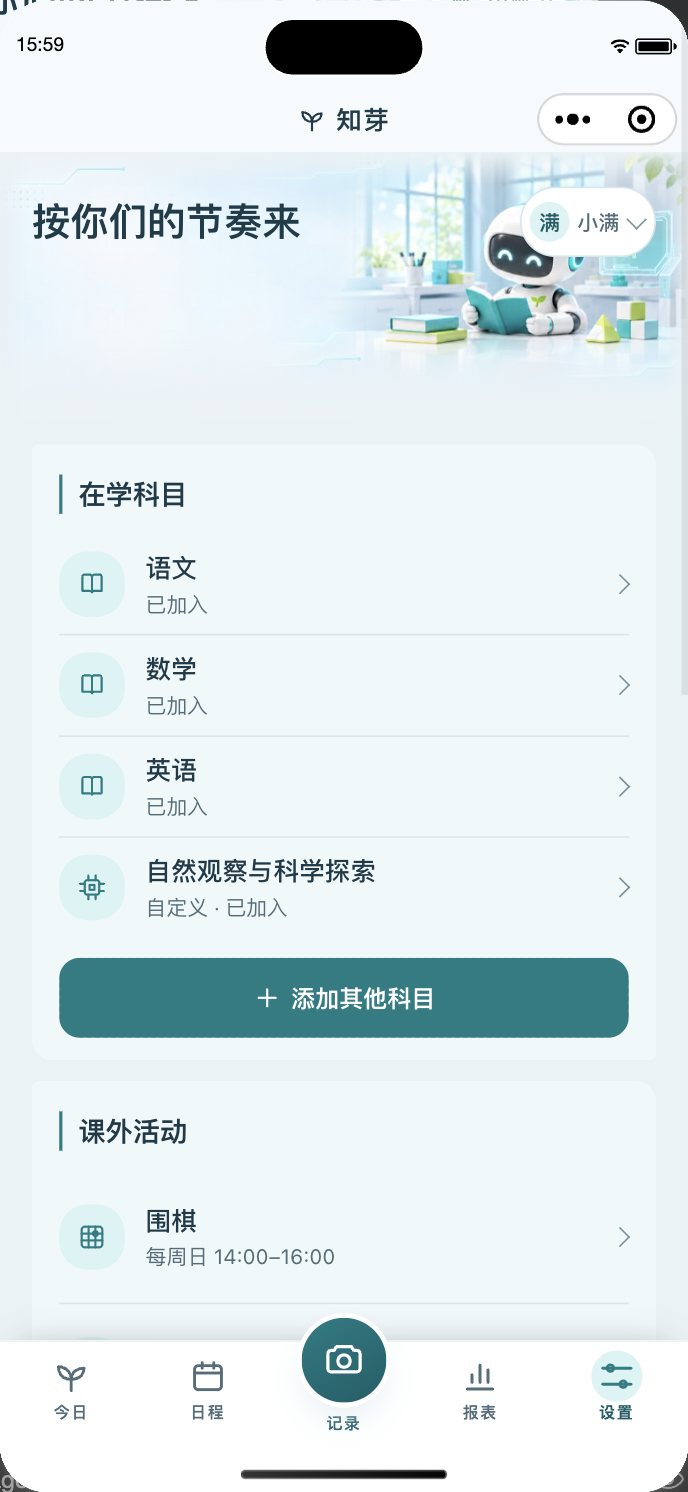 15:59
知芽
按你们的节奏来
满 小满
在学科目
语文
已加入
数学
已加入
英语
已加入
自然观察与科学探索
自定义 · 已加入
+ 添加其他科目
课外活动
围棋
每周日 14:00–16:00
今日
日程
记录
报表
设置